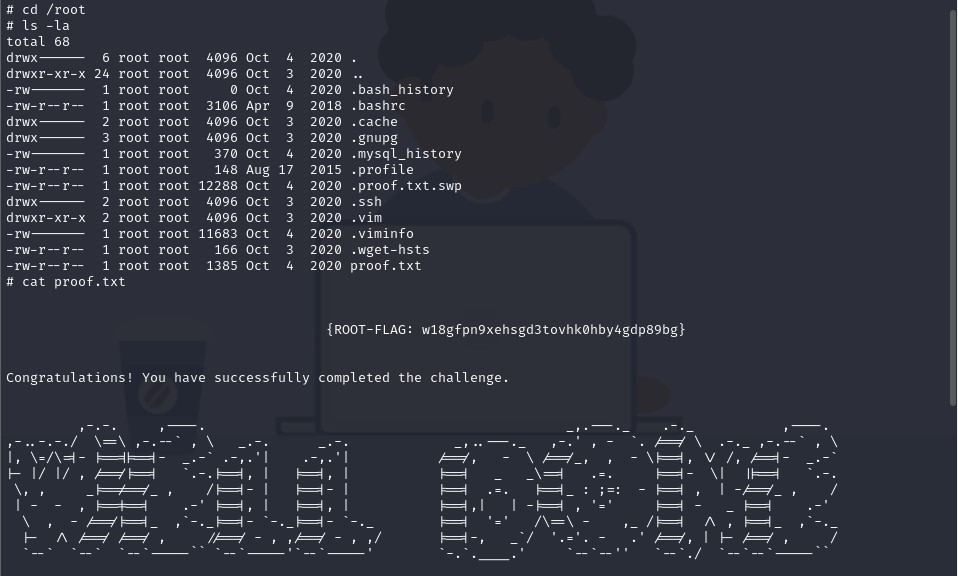 # cd /root
# ls -la
total 68
drwx------  6 root root  4096 Oct  4  2020 .
drwxr-xr-x 24 root root  4096 Oct  3  2020 ..
-rw-------  1 root root     0 Oct  4  2020 .bash_history
-rw-r--r--  1 root root  3106 Apr  9  2018 .bashrc
drwx------  2 root root  4096 Oct  3  2020 .cache
drwx------  3 root root  4096 Oct  3  2020 .gnupg
-rw-------  1 root root   370 Oct  4  2020 .mysql_history
-rw-r--r--  1 root root   148 Aug 17  2015 .profile
-rw-r--r--  1 root root 12288 Oct  4  2020 .proof.txt.swp
drwx------  2 root root  4096 Oct  3  2020 .ssh
drwxr-xr-x  2 root root  4096 Oct  3  2020 .vim
-rw-------  1 root root 11683 Oct  4  2020 .viminfo
-rw-r--r--  1 root root   166 Oct  3  2020 .wget-hsts
-rw-r--r--  1 root root  1385 Oct  4  2020 proof.txt
# cat proof.txt
{ROOT-FLAG: w18gfpn9xehsgd3tovhk0hby4gdp89bg}
Congratulations! You have successfully completed the challenge.
WELL DONE